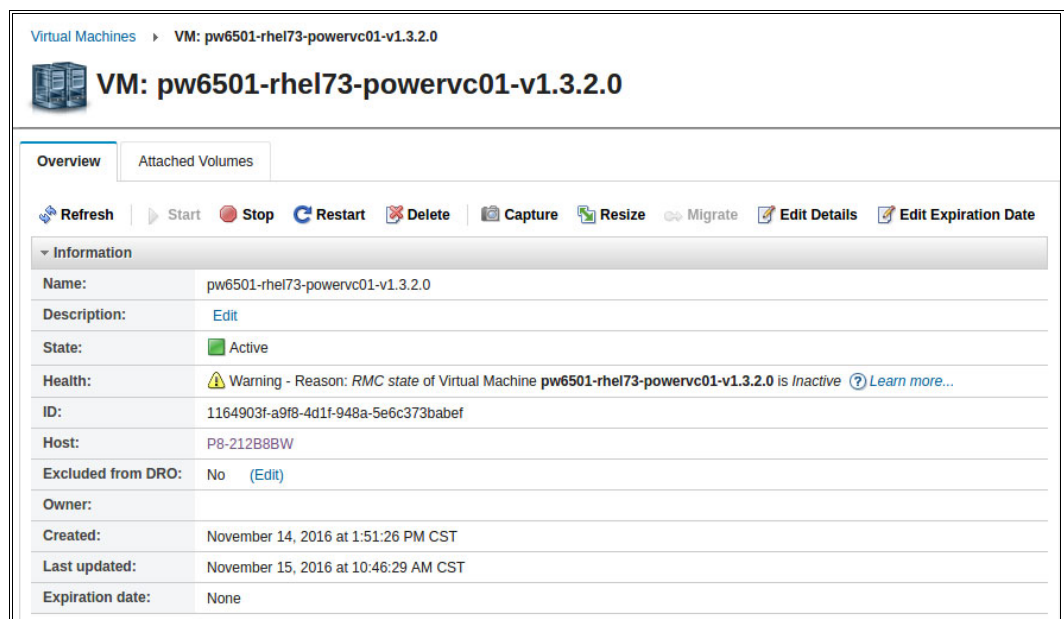 Virtual Machines ▸ VM: pw6501-rhel73-powervc01-v1.3.2.0
VM: pw6501-rhel73-powervc01-v1.3.2.0
Overview Attached Volumes
Refresh Start Stop Restart Delete Capture Resize Migrate Edit Details Edit Expiration Date
Information
Name: pw6501-rhel73-powervc01-v1.3.2.0
Description: Edit
State: Active
Health: Warning - Reason: RMC state of Virtual Machine pw6501-rhel73-powervc01-v1.3.2.0 is Inactive ? Learn more...
ID: 1164903f-a9f8-4d1f-948a-5e6c373babef
Host: P8-212B8BW
Excluded from DRO: No (Edit)
Owner:
Created: November 14, 2016 at 1:51:26 PM CST
Last updated: November 15, 2016 at 10:46:29 AM CST
Expiration date: None